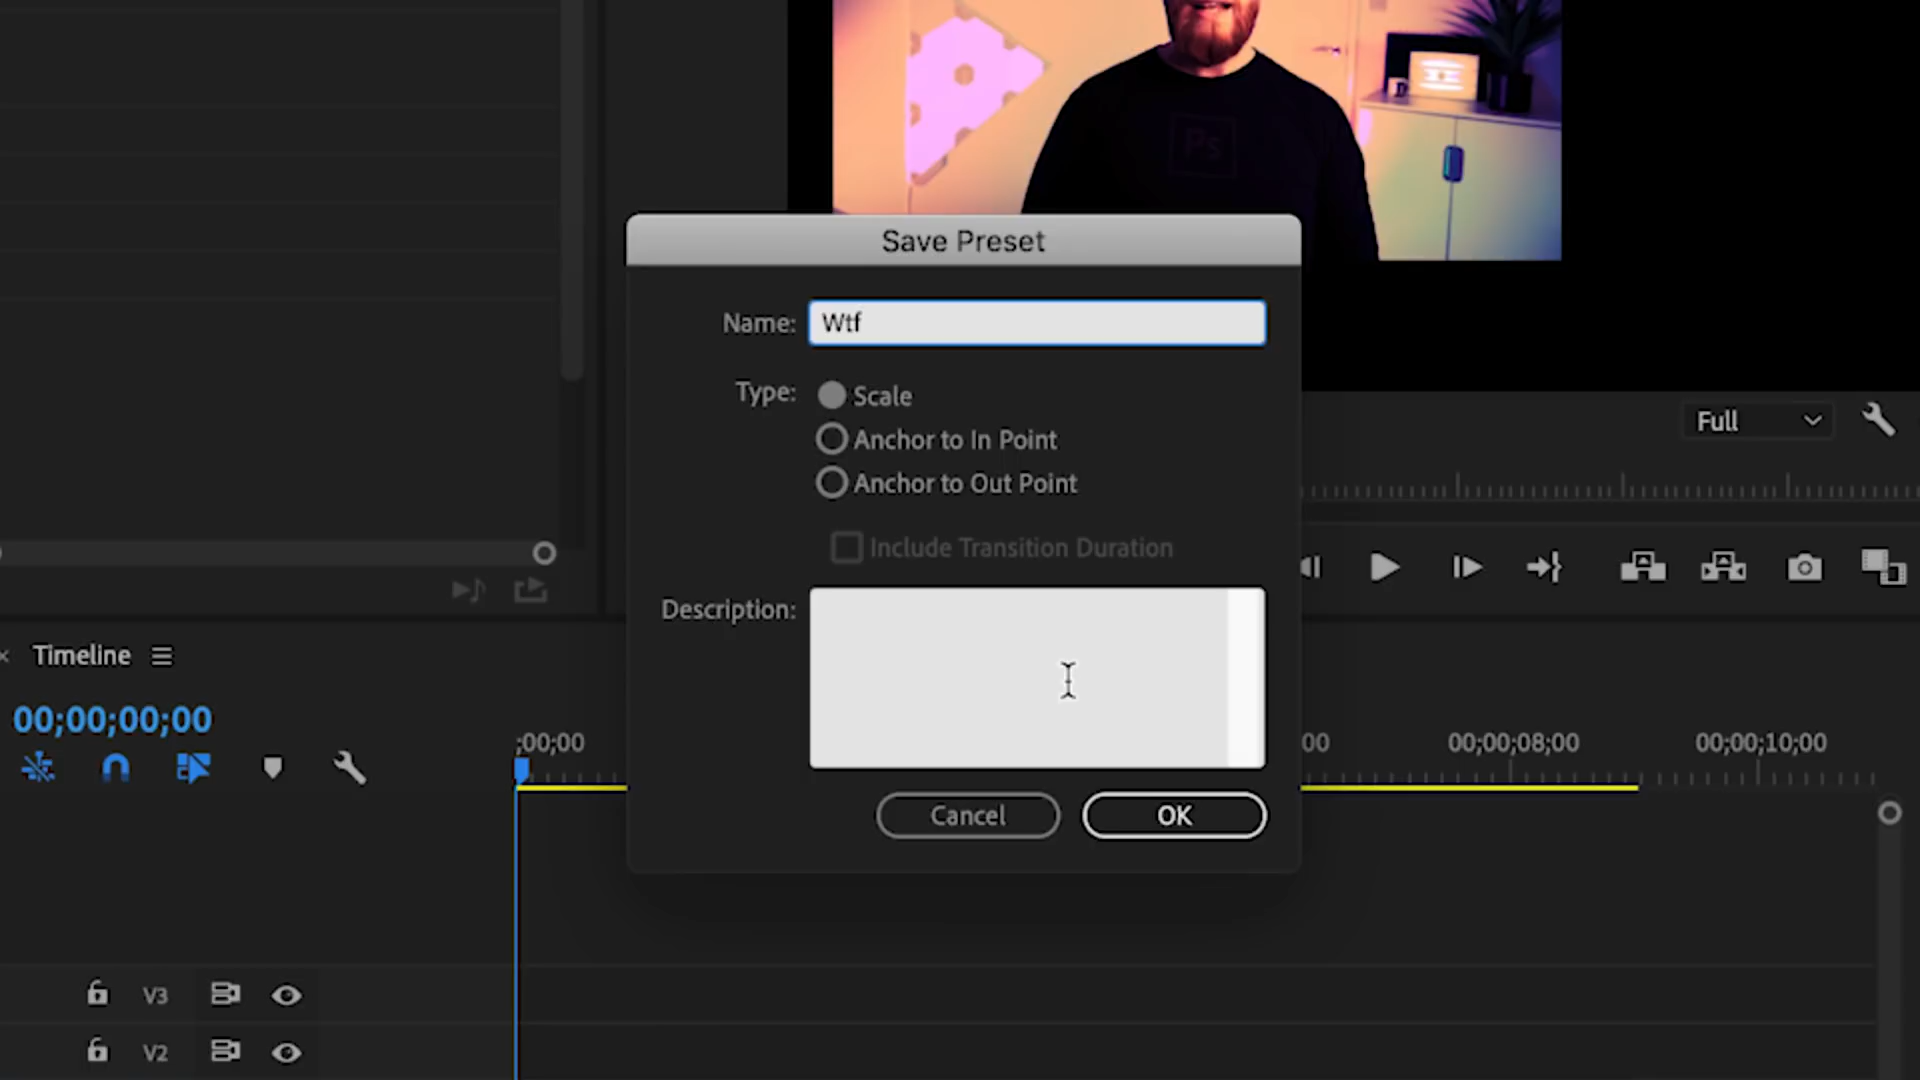 Ps
Save Preset
Name: Wtf
Type: Scale
Anchor to In Point
Anchor to Out Point
Include Transition Duration
Description:
Cancel OK
Full
Timeline
00;00;00;00
;00;00 00 00;00;08;00 00;00;10;00
V3
V2